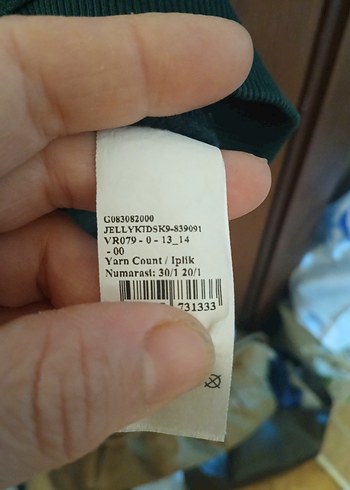 G083082000
JELLYKIDSK9-839091
VR079 - 0 - 13_14
- 00
Yarn Count / Iplik
Numarasi: 30/1 20/1
731333